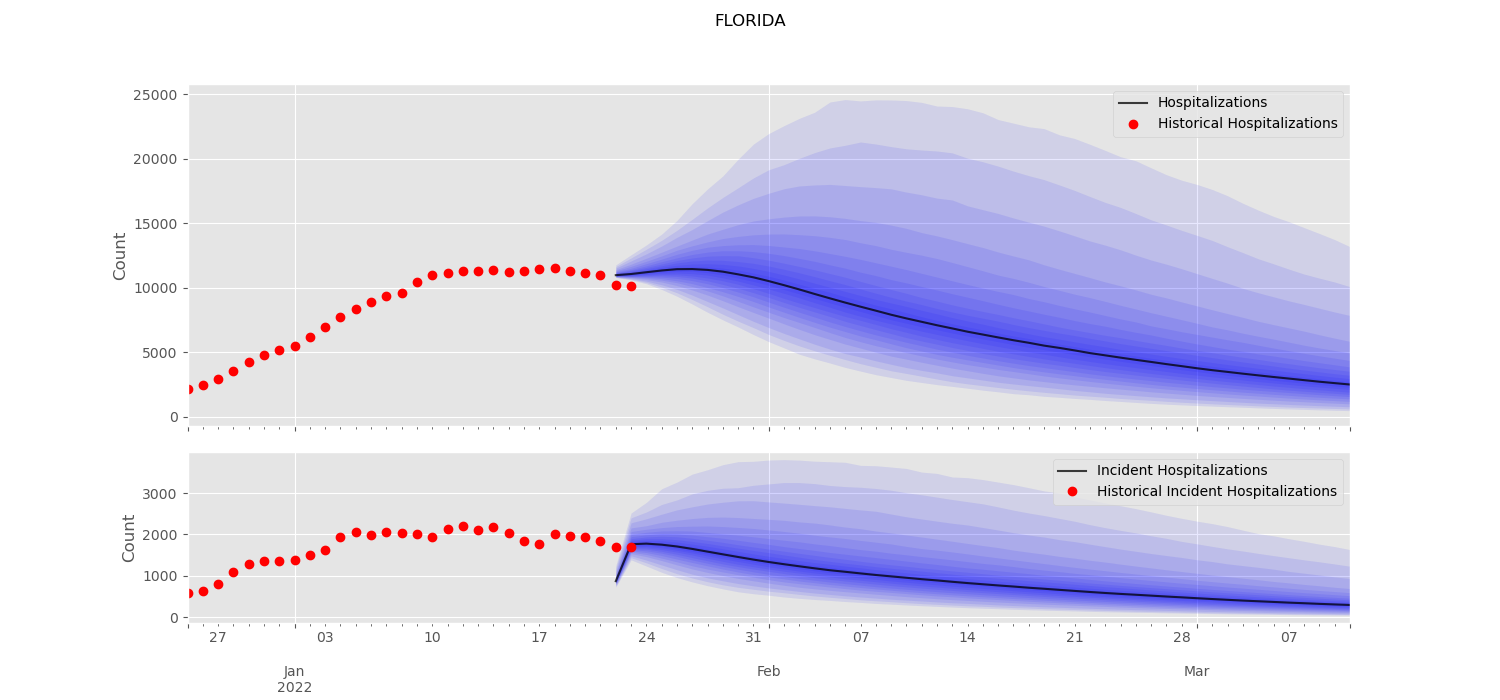 FLORIDA
25000
20000
15000
10000
5000
0
Count
Hospitalizations
Historical Hospitalizations
3000
2000
1000
0
Count
Incident Hospitalizations
Historical Incident Hospitalizations
27 03 10 17 24 31 07 14 21 28 07
Jan Feb Mar
2022